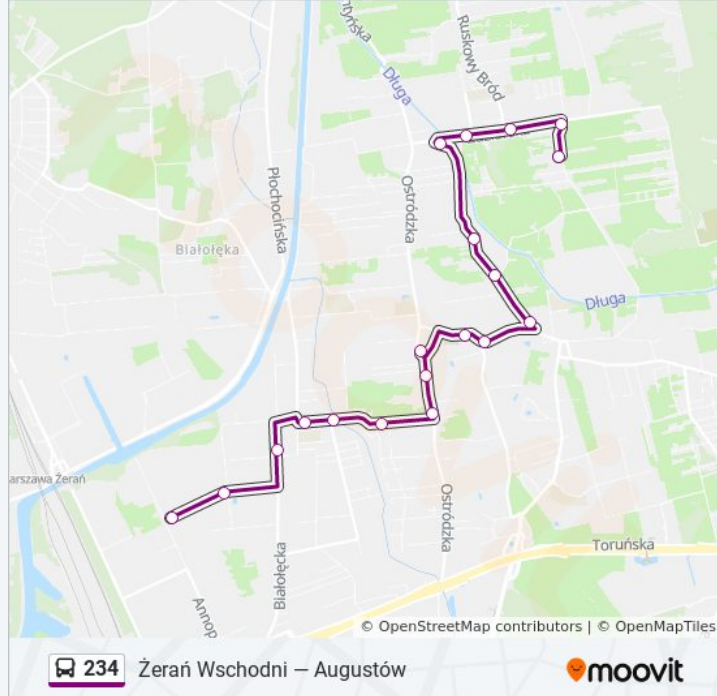 Długa
Ruskowy Bród
Płochocińska
Ostródzka
Białołęka
Długa
arszawa Żerań
Ostródzka
Białołęcka
Toruńska
© OpenStreetMap contributors | © OpenMapTiles
234 Żerań Wschodni — Augustów
moovit